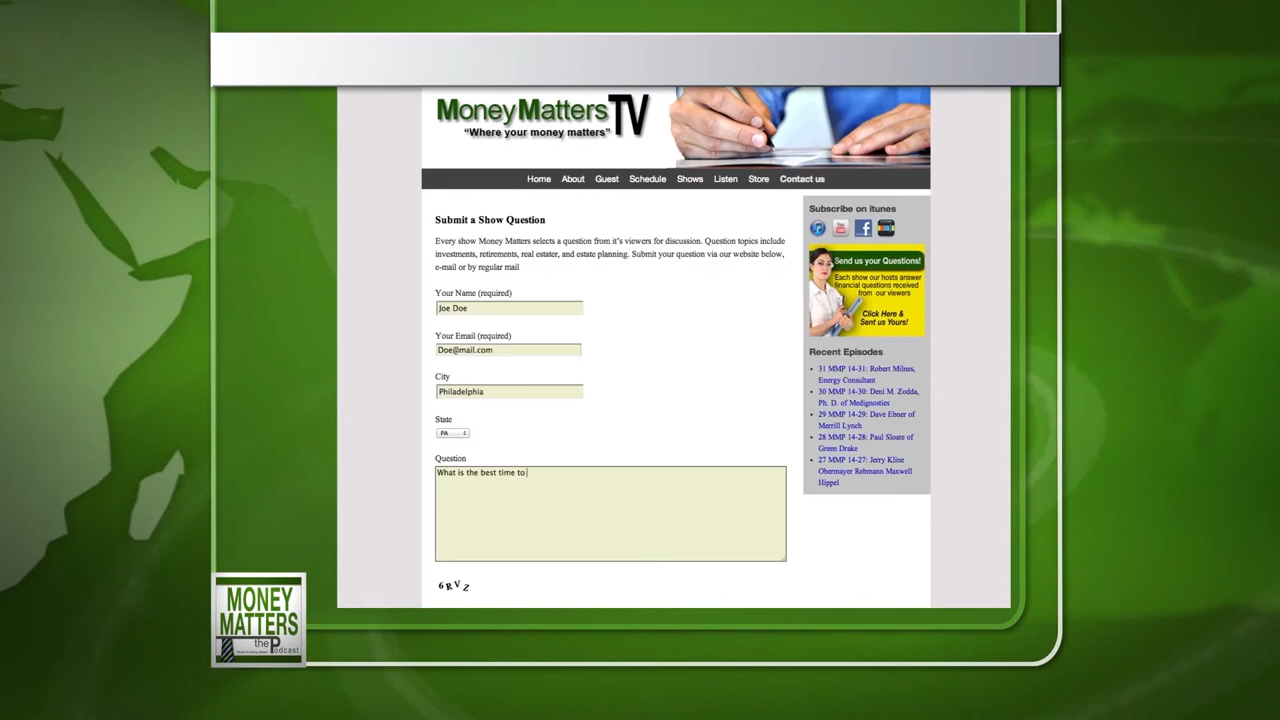 MoneyMattersTV
“Where your money matters”
Home About Guest Schedule Shows Listen Store Contact us
Submit a Show Question
Every show Money Matters selects a question from it’s viewers for discussion. Question topics include
investments, retirements, real estater, and estate planning. Submit your question via our website below,
e-mail or by regular mail
Your Name (required)
Joe Doe
Your Email (required)
Doe@mail.com
City
Philadelphia
State
PA
Question
What is the best time to
6 R V Z
Subscribe on itunes
You
Tube
f
Send us your Questions!
Each show our hosts answer
financial questions received
from our viewers
Click Here &
Sent us Yours!
Recent Episodes
31 MMP 14-31: Robert Milnes,
Energy Consultant
30 MMP 14-30: Deni M. Zodda,
Ph. D. of Medignosties
29 MMP 14-29: Dave Ebner of
Merrill Lynch
28 MMP 14-28: Paul Sloate of
Green Drake
27 MMP 14-27: Jerry Kline
Obermayer Rebmann Maxwell
Hippel
MONEY
MATTERS
the Podcast